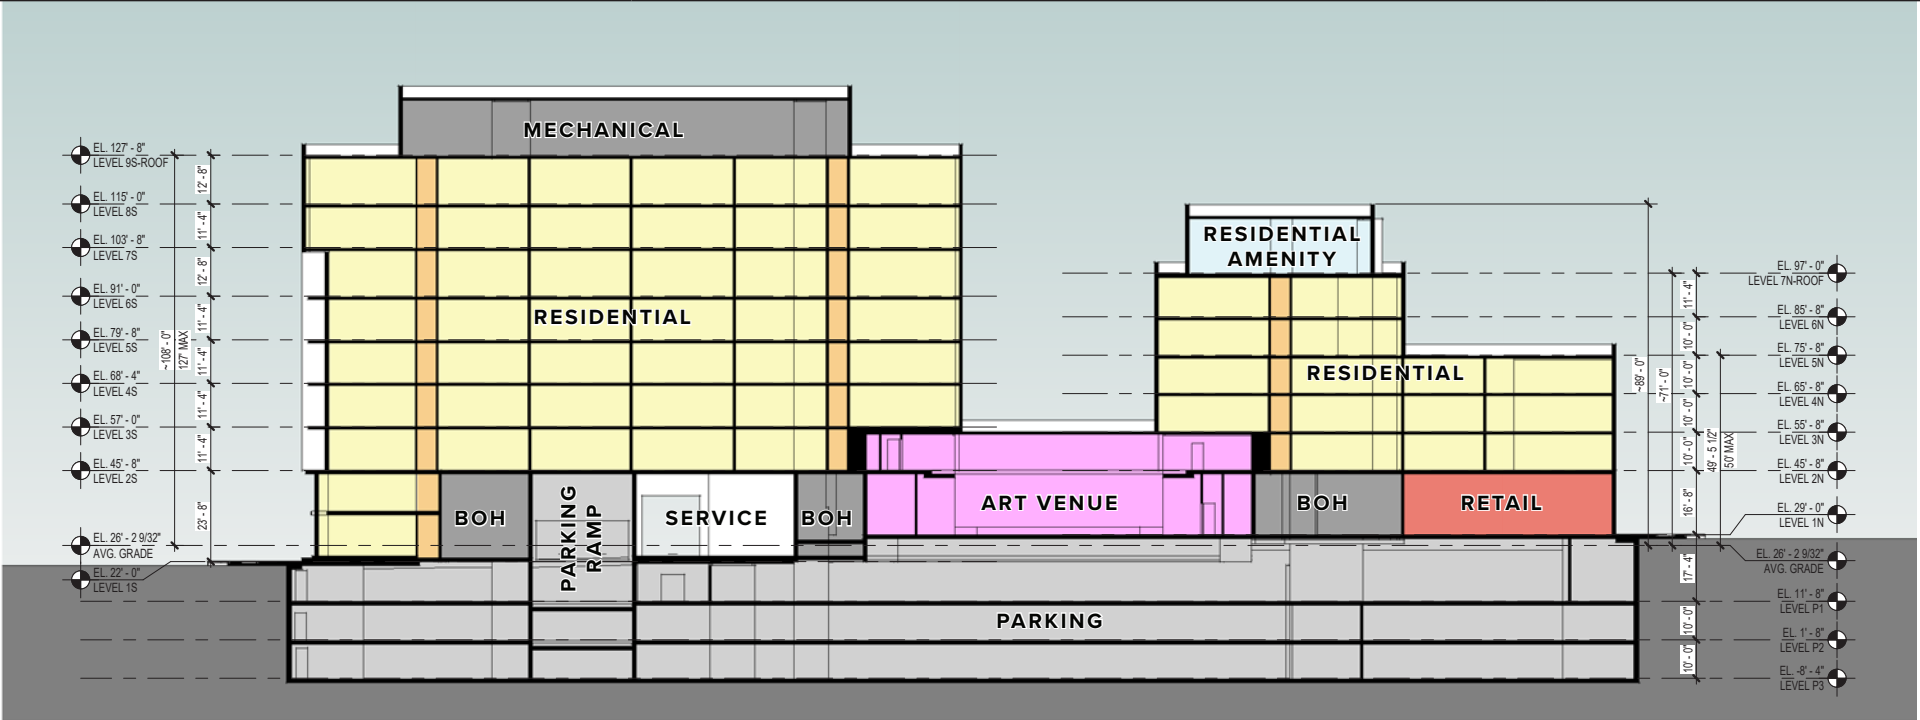 MECHANICAL
EL. 127' - 8"
LEVEL 9S-ROOF
EL. 115' - 0"
LEVEL 8S
EL. 103' - 8"
LEVEL 7S
EL. 91' - 0"
LEVEL 6S
EL. 79' - 8"
LEVEL 5S
EL. 68' - 4"
LEVEL 4S
EL. 57' - 0"
LEVEL 3S
EL. 45' - 8"
LEVEL 2S
EL. 26' - 2 9/32"
AVG. GRADE
EL. 22' - 0"
LEVEL 1S
~108' - 0"
127' MAX
12' - 8"
11' - 4"
12' - 8"
11' - 4"
11' - 4"
11' - 4"
11' - 4"
23' - 8"
RESIDENTIAL
RESIDENTIAL
AMENITY
RESIDENTIAL
BOH
PARKING
RAMP
SERVICE
BOH
ART VENUE
BOH
RETAIL
PARKING
~89' - 0"
~71' - 0"
11' - 4"
10' - 0"
10' - 0"
10' - 0"
10' - 0"
16' - 8"
17' - 4"
10' - 0"
10' - 0"
49' - 5 1/2"
50' MAX
EL. 97' - 0"
LEVEL 7N-ROOF
EL. 85' - 8"
LEVEL 6N
EL. 75' - 8"
LEVEL 5N
EL. 65' - 8"
LEVEL 4N
EL. 55' - 8"
LEVEL 3N
EL. 45' - 8"
LEVEL 2N
EL. 29' - 0"
LEVEL 1N
EL. 26' - 2 9/32"
AVG. GRADE
EL. 11' - 8"
LEVEL P1
EL. 1' - 8"
LEVEL P2
EL. -8' - 4"
LEVEL P3